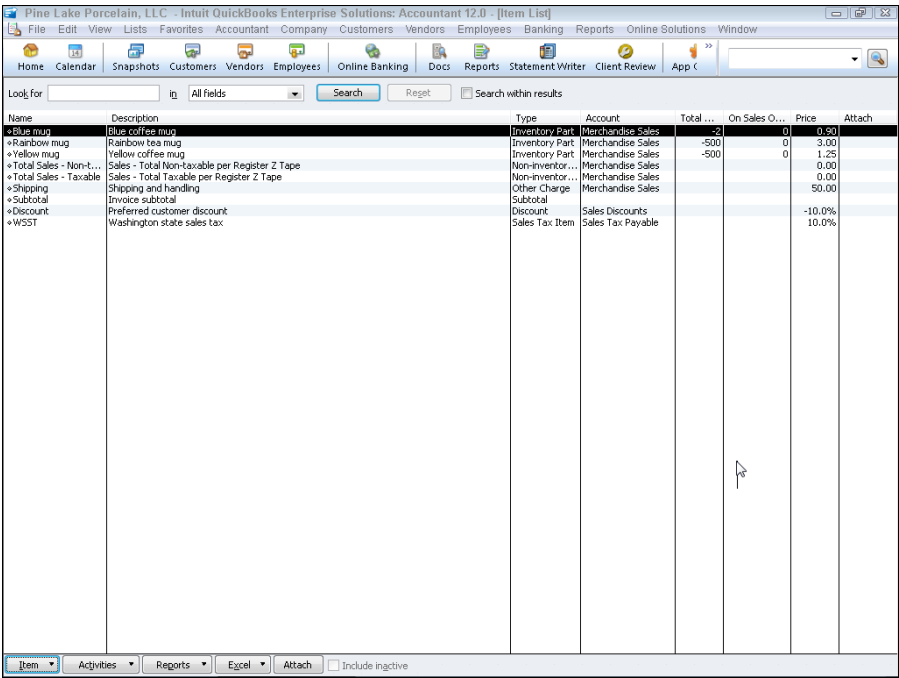 Pine Lake Porcelain, LLC - Intuit QuickBooks Enterprise Solutions: Accountant 12.0 - [Item List]
File Edit View Lists Favorites Accountant Company Customers Vendors Employees Banking Reports Online Solutions Window
Home Calendar Snapshots Customers Vendors Employees Online Banking Docs Reports Statement Writer Client Review App
Look for in All fields Search Reset Search within results
Name Description Type Account Total ... On Sales O... Price Attach
Blue mug Blue coffee mug Inventory Part Merchandise Sales -2 0 0.90
Rainbow mug Rainbow tea mug Inventory Part Merchandise Sales -500 0 3.00
Yellow mug Yellow coffee mug Inventory Part Merchandise Sales -500 0 1.25
Total Sales - Non-t... Sales - Total Non-taxable per Register Z Tape Non-inventor... Merchandise Sales 0.00
Total Sales - Taxable Sales - Total Taxable per Register Z Tape Non-inventor... Merchandise Sales 0.00
Shipping Shipping and handling Other Charge Merchandise Sales 50.00
Subtotal Invoice subtotal Subtotal
Discount Preferred customer discount Discount Sales Discounts -10.0%
WSST Washington state sales tax Sales Tax Item Sales Tax Payable 10.0%
Item Activities Reports Excel Attach Include inactive